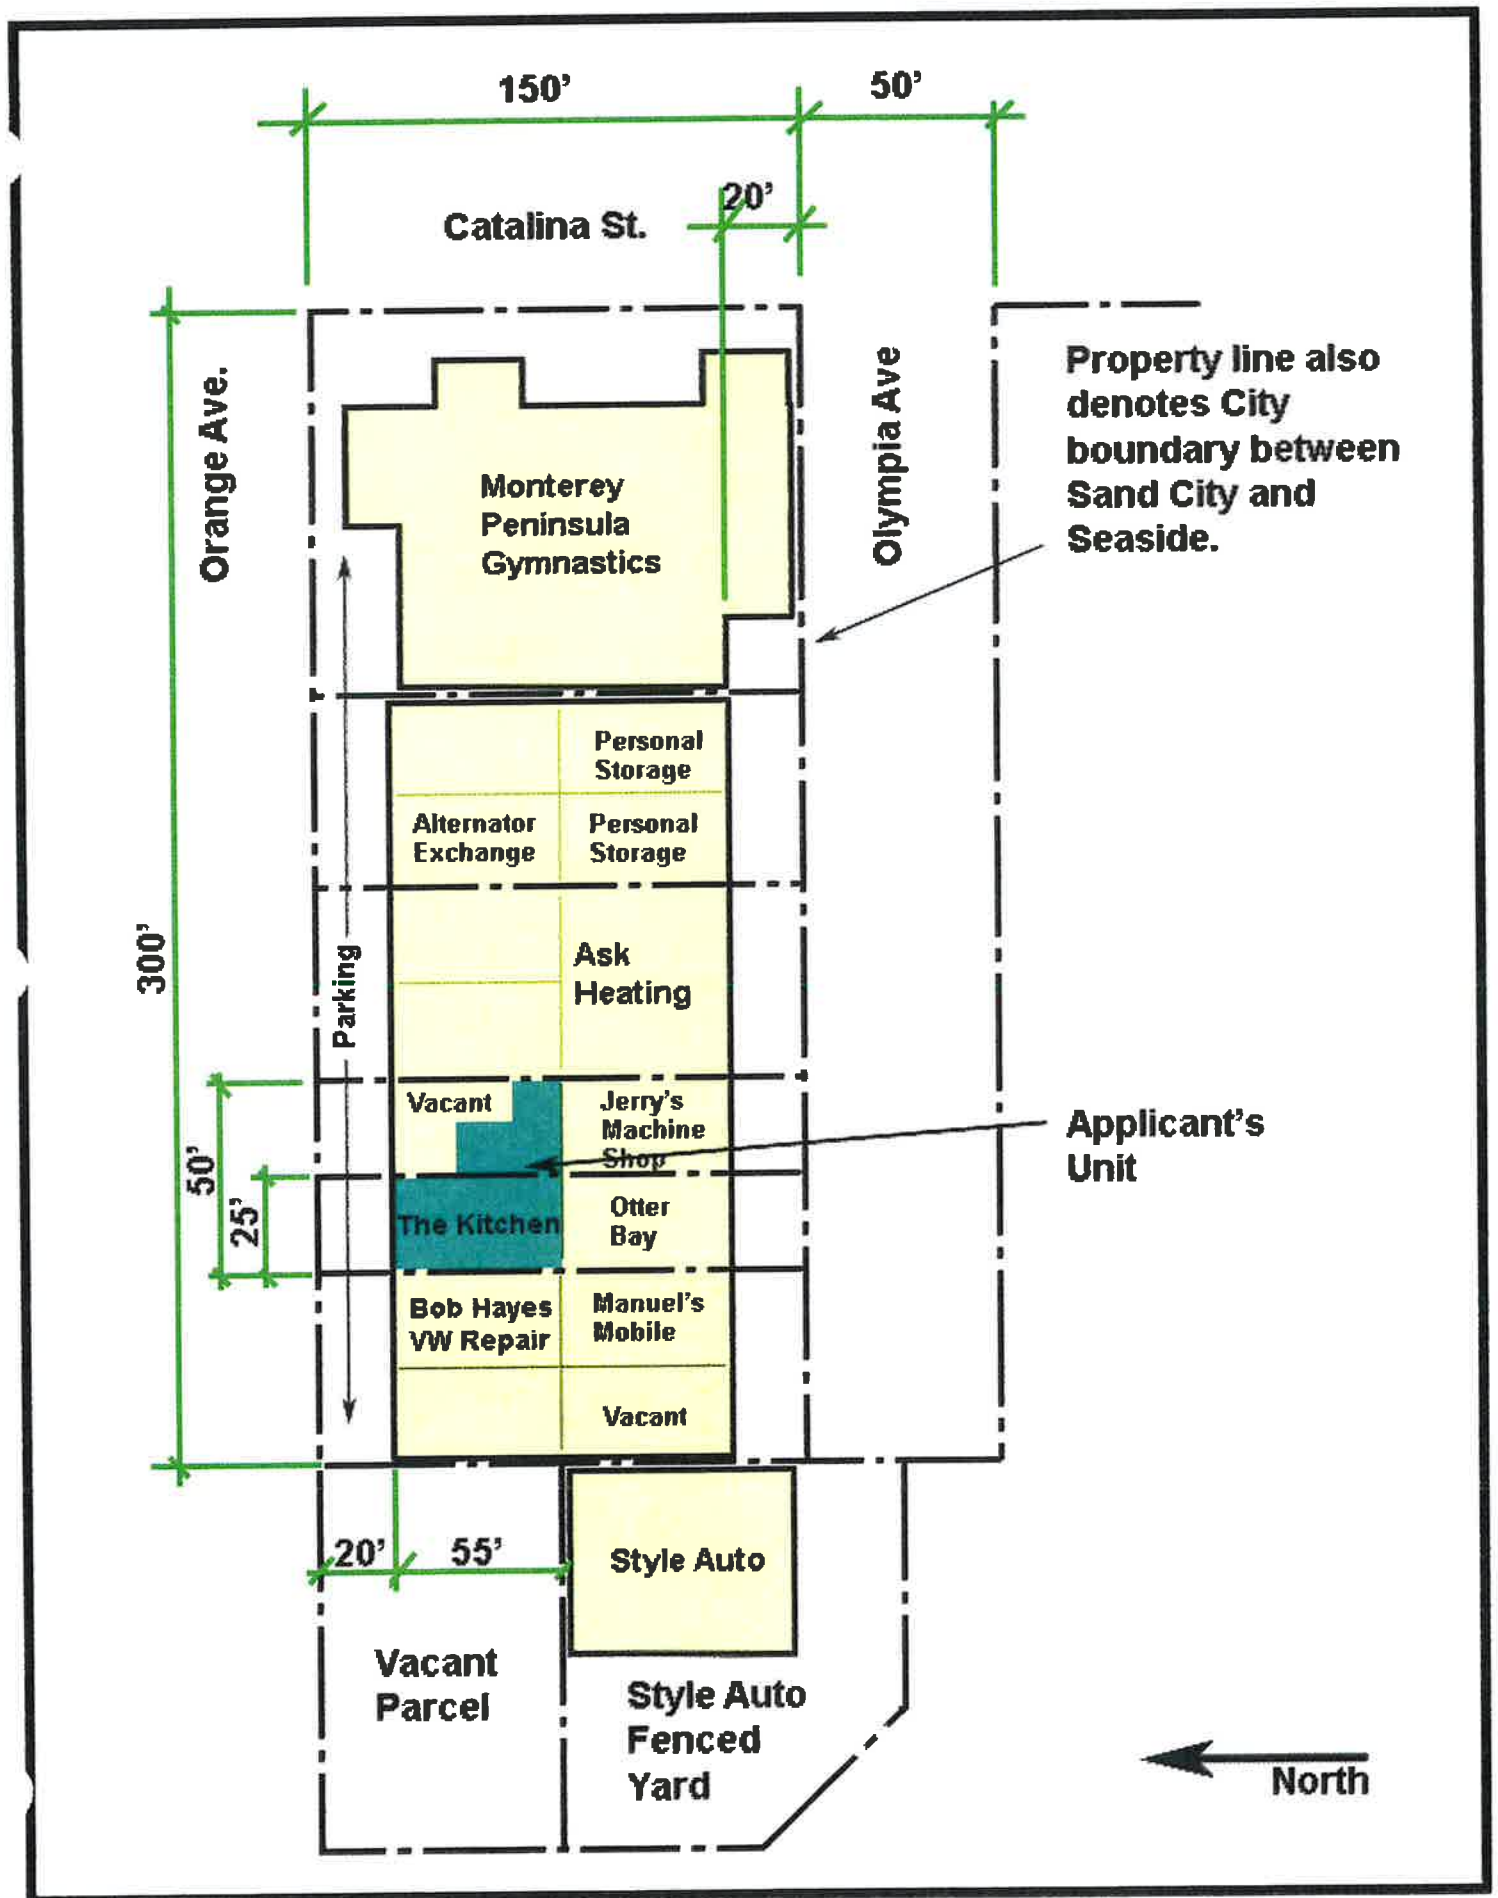 150’
50’
20’
Catalina St.
Orange Ave.
Olympia Ave
Property line also
denotes City
boundary between
Sand City and
Seaside.
Monterey
Peninsula
Gymnastics
Personal
Storage
Alternator
Exchange
Personal
Storage
300’
Parking
Ask
Heating
Vacant
Jerry's
Machine
Shop
Applicant’s
Unit
50’
25’
The Kitchen
Otter
Bay
Bob Hayes
VW Repair
Manuel's
Mobile
Vacant
20’
55’
Style Auto
Vacant
Parcel
Style Auto
Fenced
Yard
North